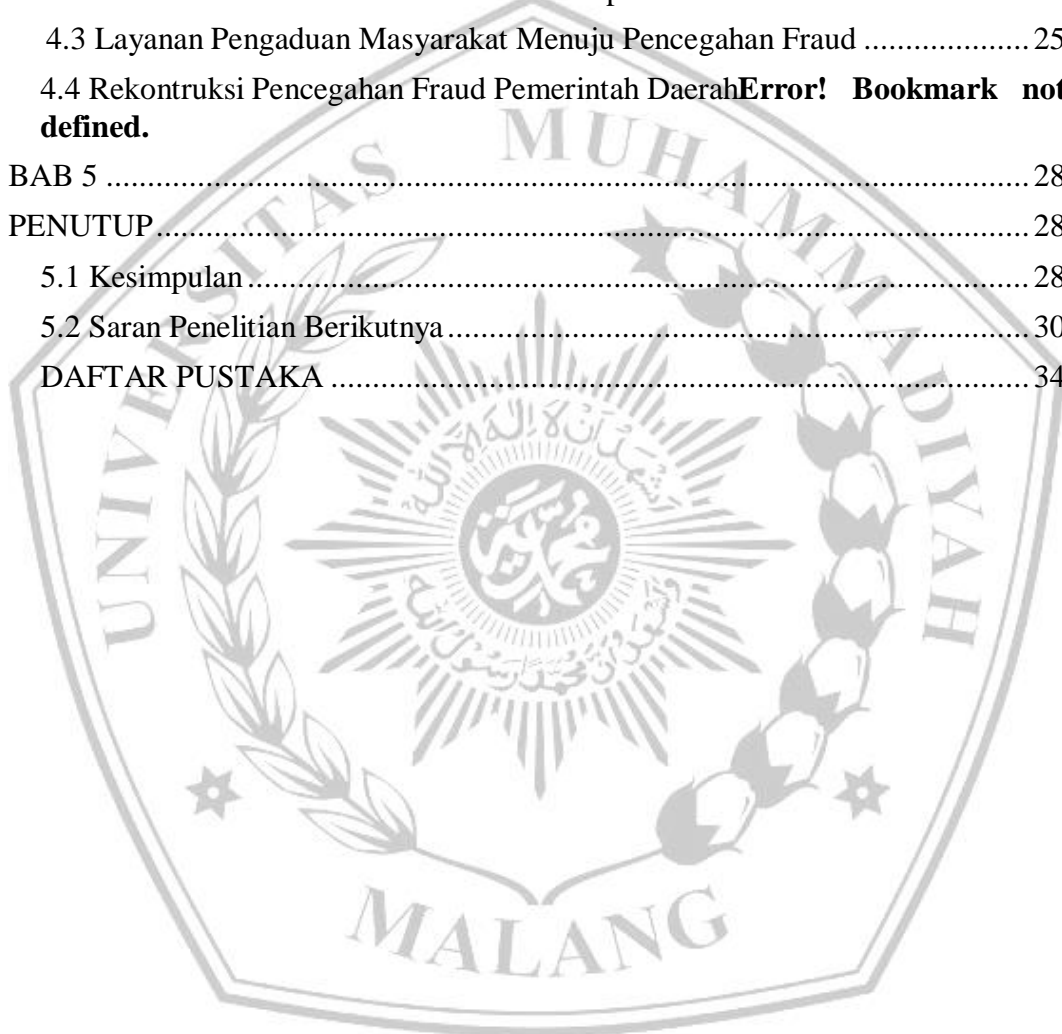 4.3 Layanan Pengaduan Masyarakat Menuju Pencegahan Fraud .................... 25
4.4 Rekontruksi Pencegahan Fraud Pemerintah DaerahError! Bookmark not
defined.
BAB 5 ................................................................................................................ 28
PENUTUP .......................................................................................................... 28
5.1 Kesimpulan ............................................................................................... 28
5.2 Saran Penelitian Berikutnya ....................................................................... 30
DAFTAR PUSTAKA ..................................................................................... 34
UNIVERSITAS MUHAMMADIYAH
MALANG